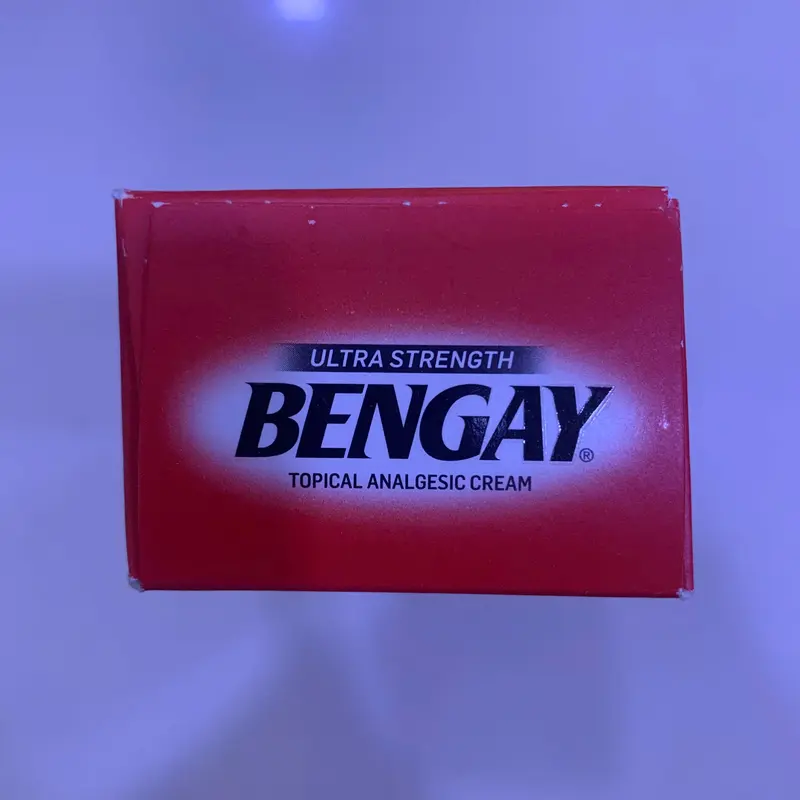 ULTRA STRENGTH
BENGAY®
TOPICAL ANALGESIC CREAM